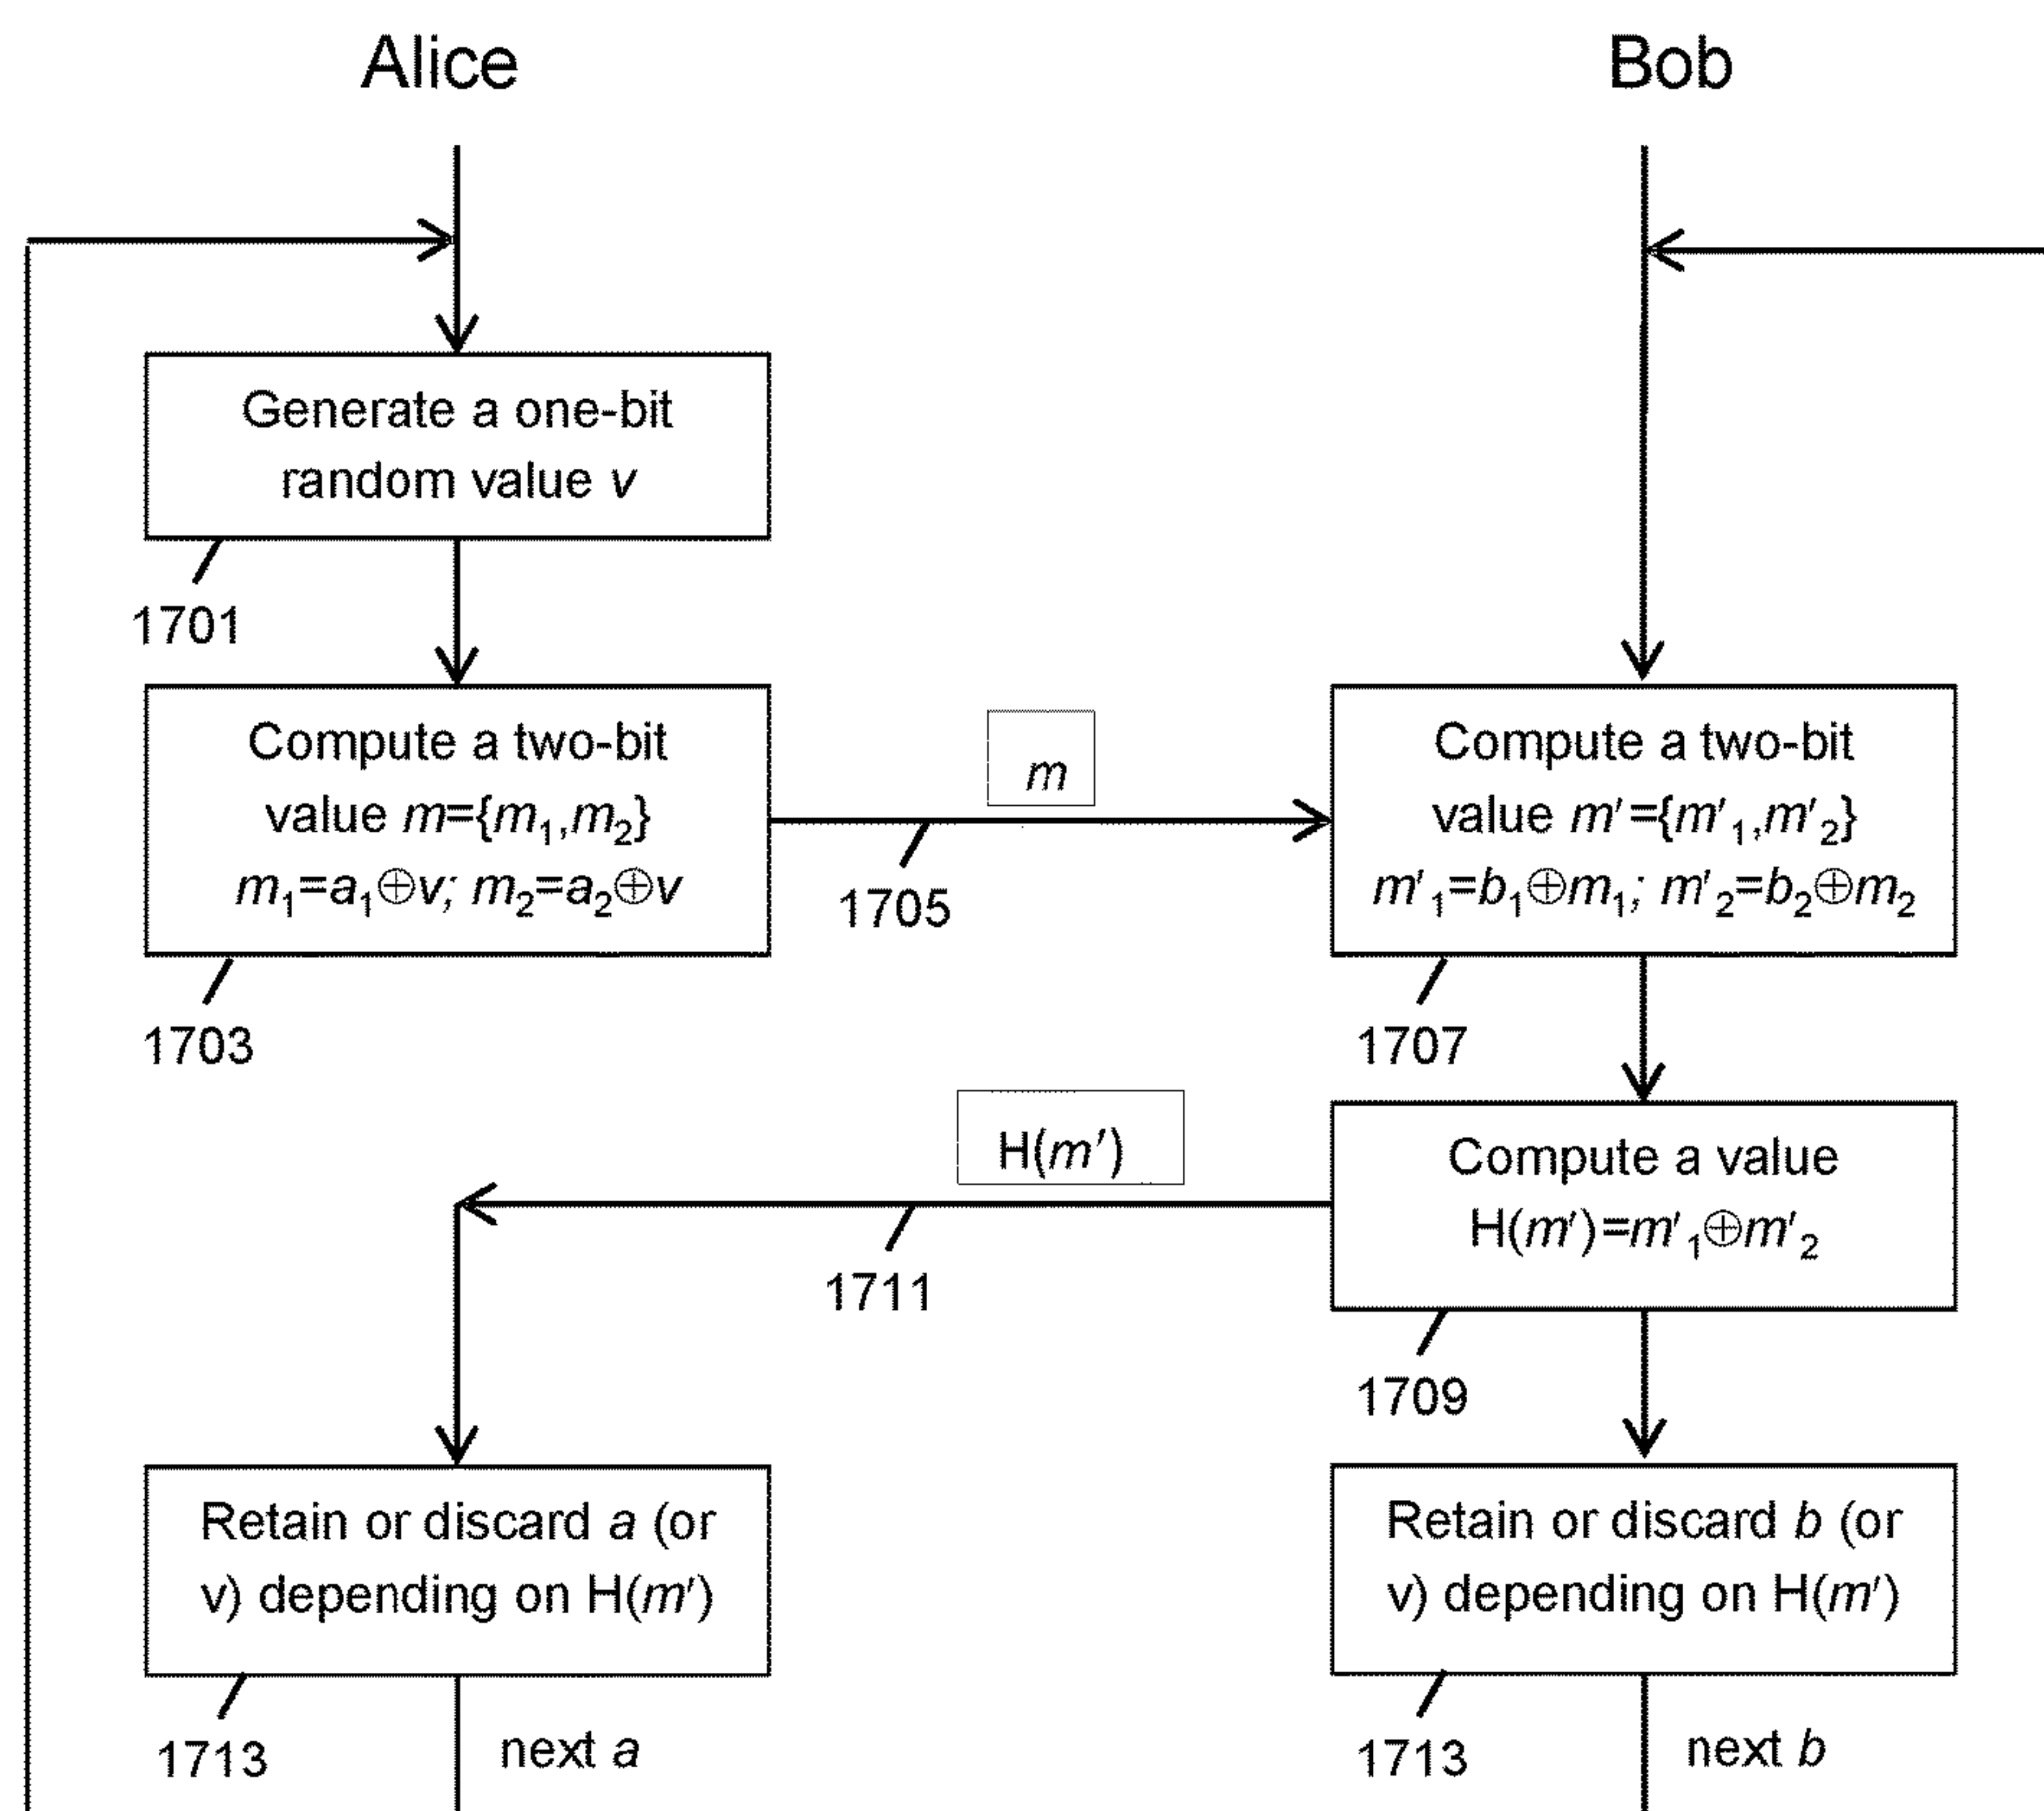 Alice
Bob
Generate a one-bit
random value v
1701
Compute a two-bit
value m={m₁,m₂}
m₁=a₁⊕v; m₂=a₂⊕v
1703
m
1705
Compute a two-bit
value m′={m′₁,m′₂}
m′₁=b₁⊕m₁; m′₂=b₂⊕m₂
1707
H(m′)
1711
Compute a value
H(m′)=m′₁⊕m′₂
1709
Retain or discard a (or
v) depending on H(m′)
1713
next a
Retain or discard b (or
v) depending on H(m′)
1713
next b